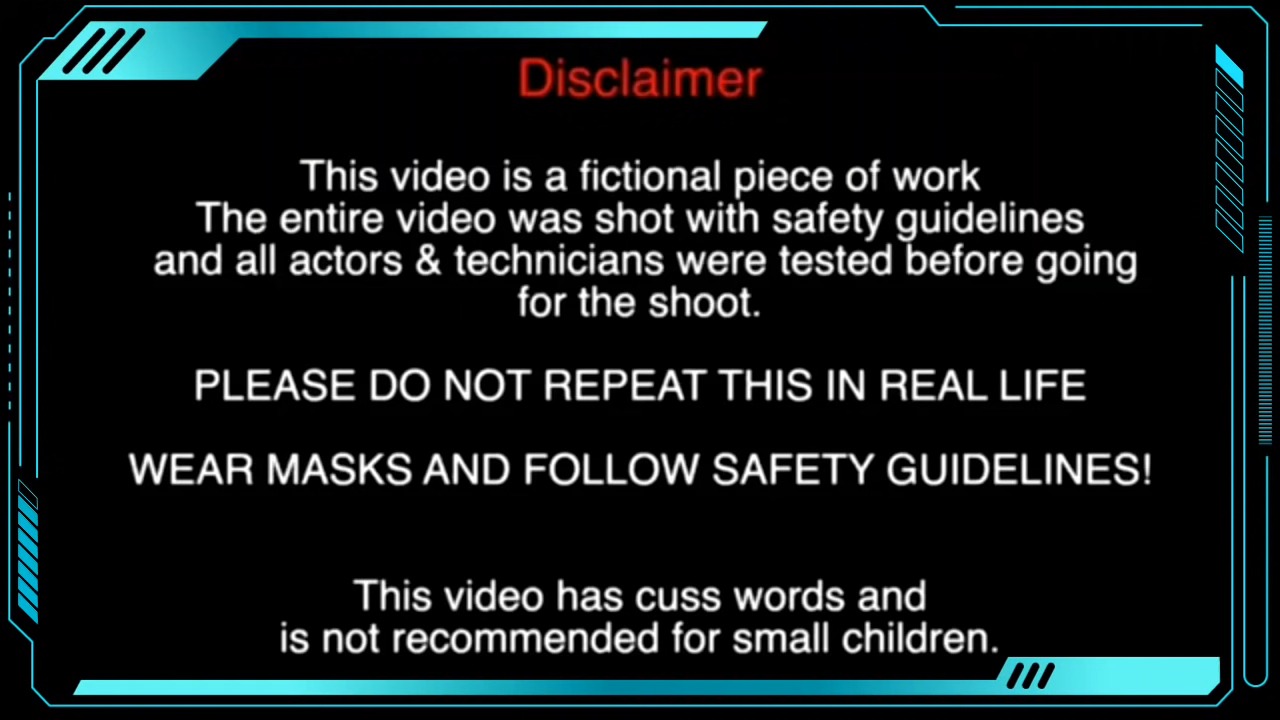 Disclaimer
This video is a fictional piece of work
The entire video was shot with safety guidelines
and all actors & technicians were tested before going
for the shoot.
PLEASE DO NOT REPEAT THIS IN REAL LIFE
WEAR MASKS AND FOLLOW SAFETY GUIDELINES!
This video has cuss words and
is not recommended for small children.